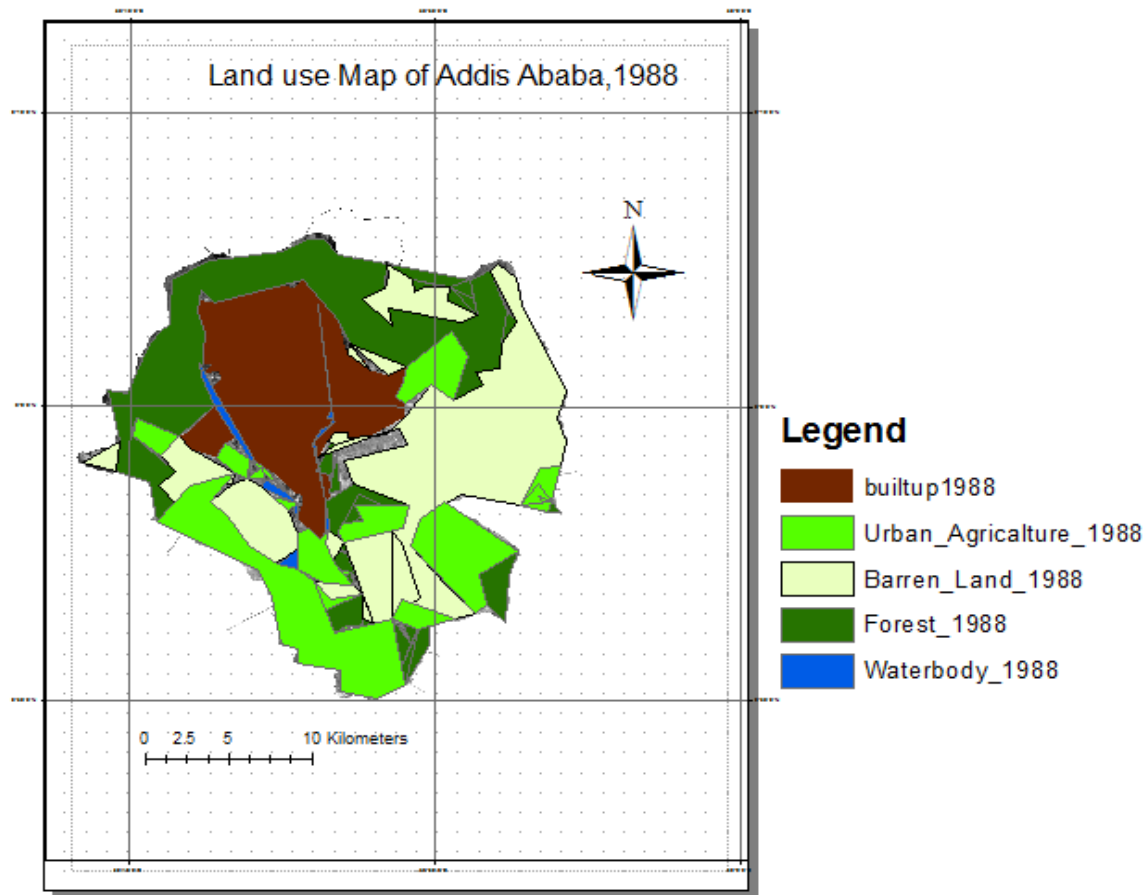 Land use Map of Addis Ababa,1988
N
Legend
builtup1988
Urban_Agricalture_1988
Barren_Land_1988
Forest_1988
Waterbody_1988
0 2.5 5 10 Kilometers